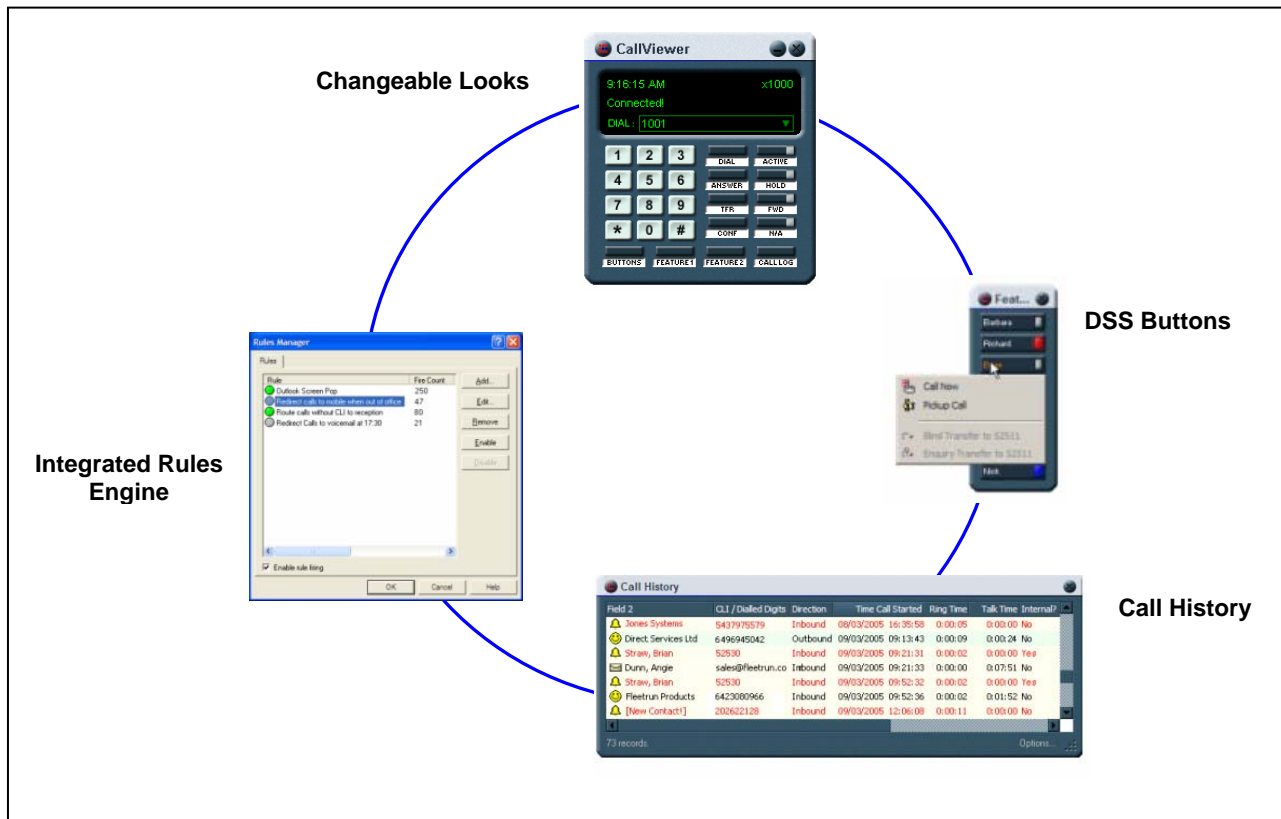 Changeable Looks
CallViewer
9:16:15 AM x1000
Connected!
DIAL: 1001
1 2 3 DIAL ACTIVE
4 5 6 ANSWER HOLD
7 8 9 TFR FWD
* 0 # CONF N/A
BUTTONS FEATURE1 FEATURE2 CALL LOG
DSS Buttons
Feat...
Barbara
Richard
Call Now
Pickup Call
Blind Transfer to 52511
Enquiry Transfer to 52511
Nick
Integrated Rules
Engine
Rules Manager
Rules
Rule Fire Count
Outlook Screen Pop 250
Redirect calls to mobile when out of office 47
Route calls without CLI to reception 80
Redirect Calls to voicemail at 17:30 21
Add...
Edit...
Remove
Enable
Disable
Enable rule firing
OK Cancel Help
Call History
Call History
Field 2 CLI / Dialled Digits Direction Time Call Started Ring Time Talk Time Internal?
Jones Systems 5437975579 Inbound 08/03/2005 16:35:58 0:00:05 0:00:00 No
Direct Services Ltd 6496945042 Outbound 09/03/2005 09:13:43 0:00:09 0:00:24 No
Straw, Brian 52530 Inbound 09/03/2005 09:21:31 0:00:02 0:00:00 Yes
Dunn, Angie sales@fleetrun.co Inbound 09/03/2005 09:21:33 0:00:00 0:07:51 No
Straw, Brian 52530 Inbound 09/03/2005 09:52:32 0:00:02 0:00:00 Yes
Fleetrun Products 6423080966 Inbound 09/03/2005 09:52:36 0:00:02 0:01:52 No
[New Contact!] 202622128 Inbound 09/03/2005 12:06:08 0:00:11 0:00:00 No
73 records. Options...